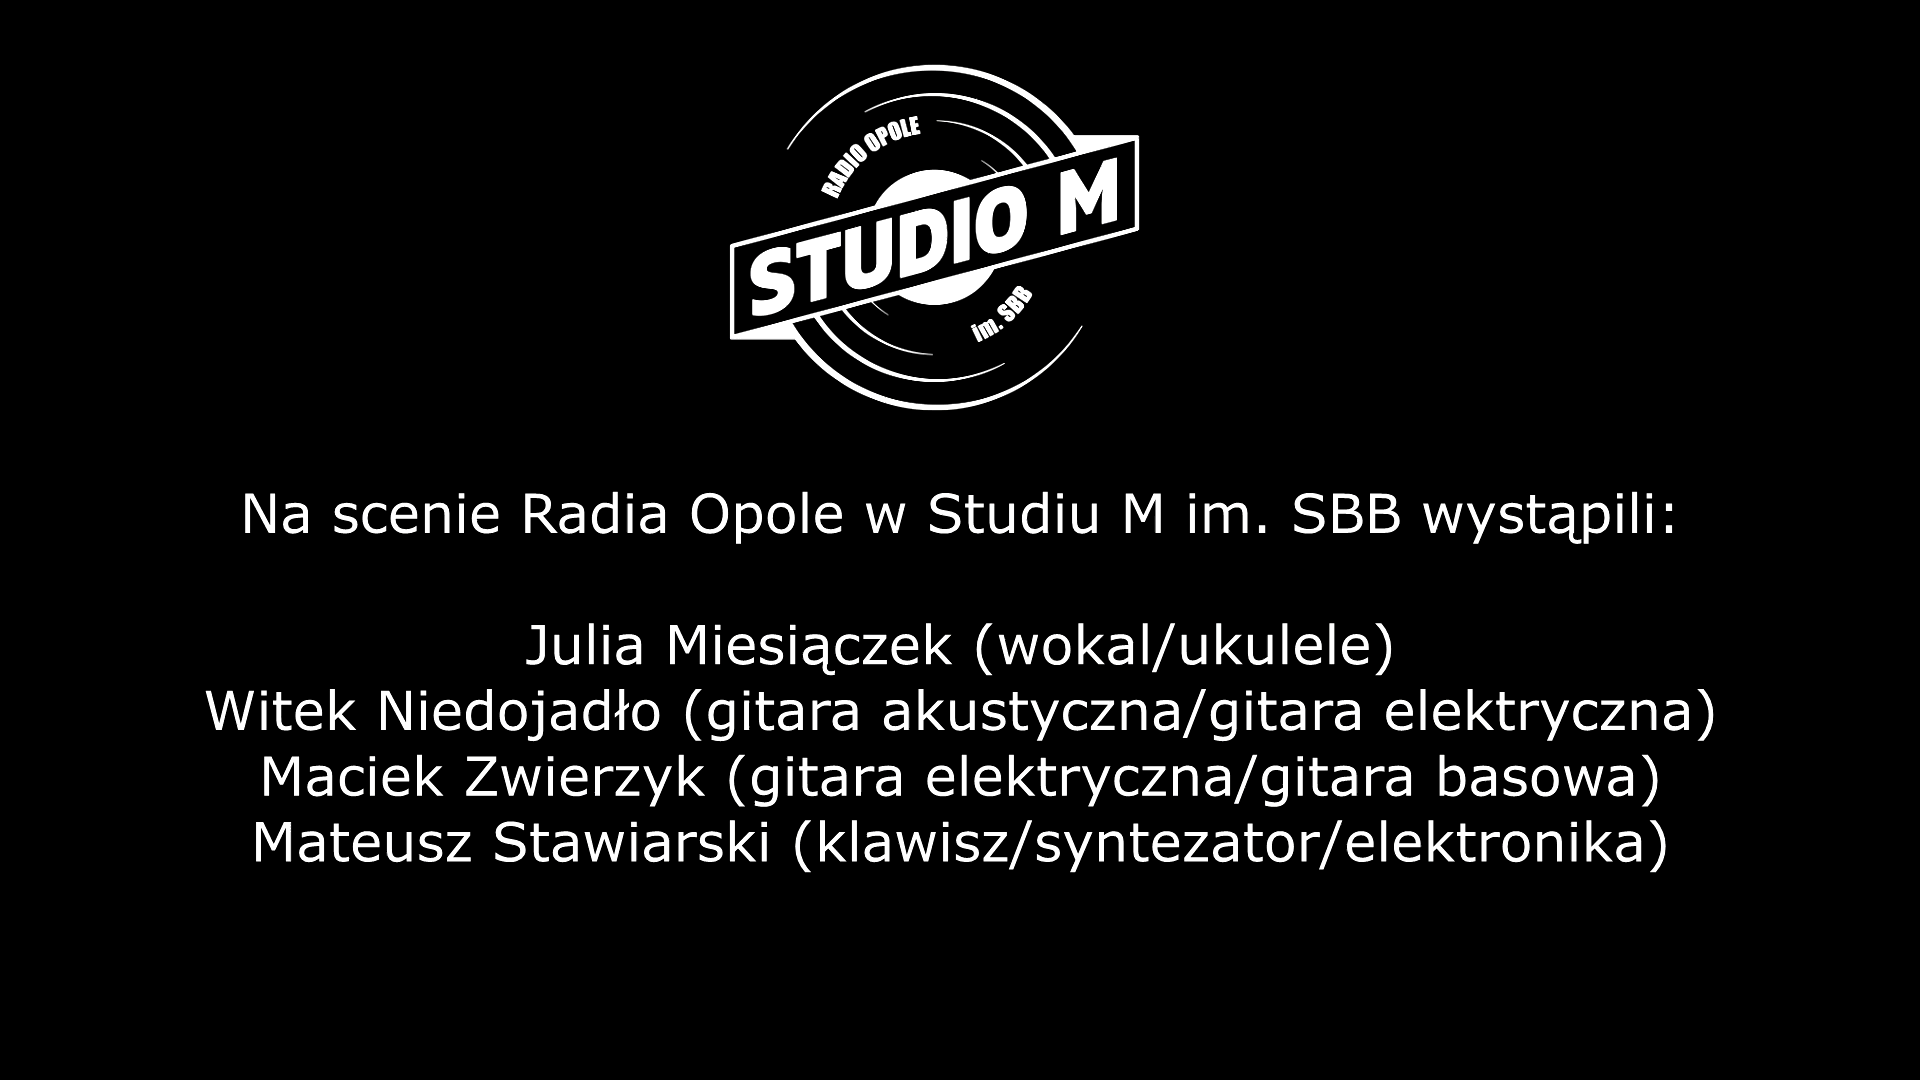 RADIO OPOLE
STUDIO M
im. SBB
Na scenie Radia Opole w Studiu M im. SBB wystąpili:
Julia Miesiączek (wokal/ukulele)
Witek Niedojadło (gitara akustyczna/gitara elektryczna)
Maciek Zwierzyk (gitara elektryczna/gitara basowa)
Mateusz Stawiarski (klawisz/syntezator/elektronika)